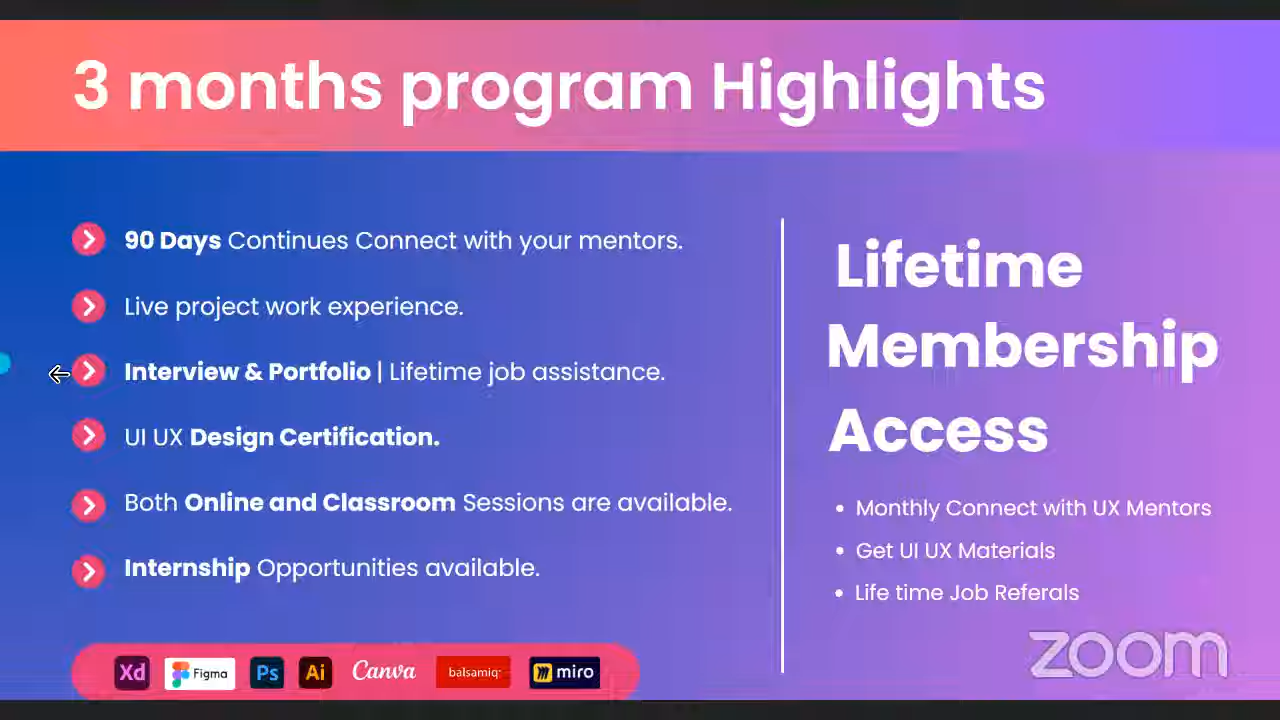 3 months program Highlights
90 Days Continues Connect with your mentors.
Live project work experience.
Interview & Portfolio | Lifetime job assistance.
UI UX Design Certification.
Both Online and Classroom Sessions are available.
Internship Opportunities available.
Xd Figma Ps Ai Canva balsamiq miro
Lifetime
Membership
Access
• Monthly Connect with UX Mentors
• Get UI UX Materials
• Life time Job Referals
zoom